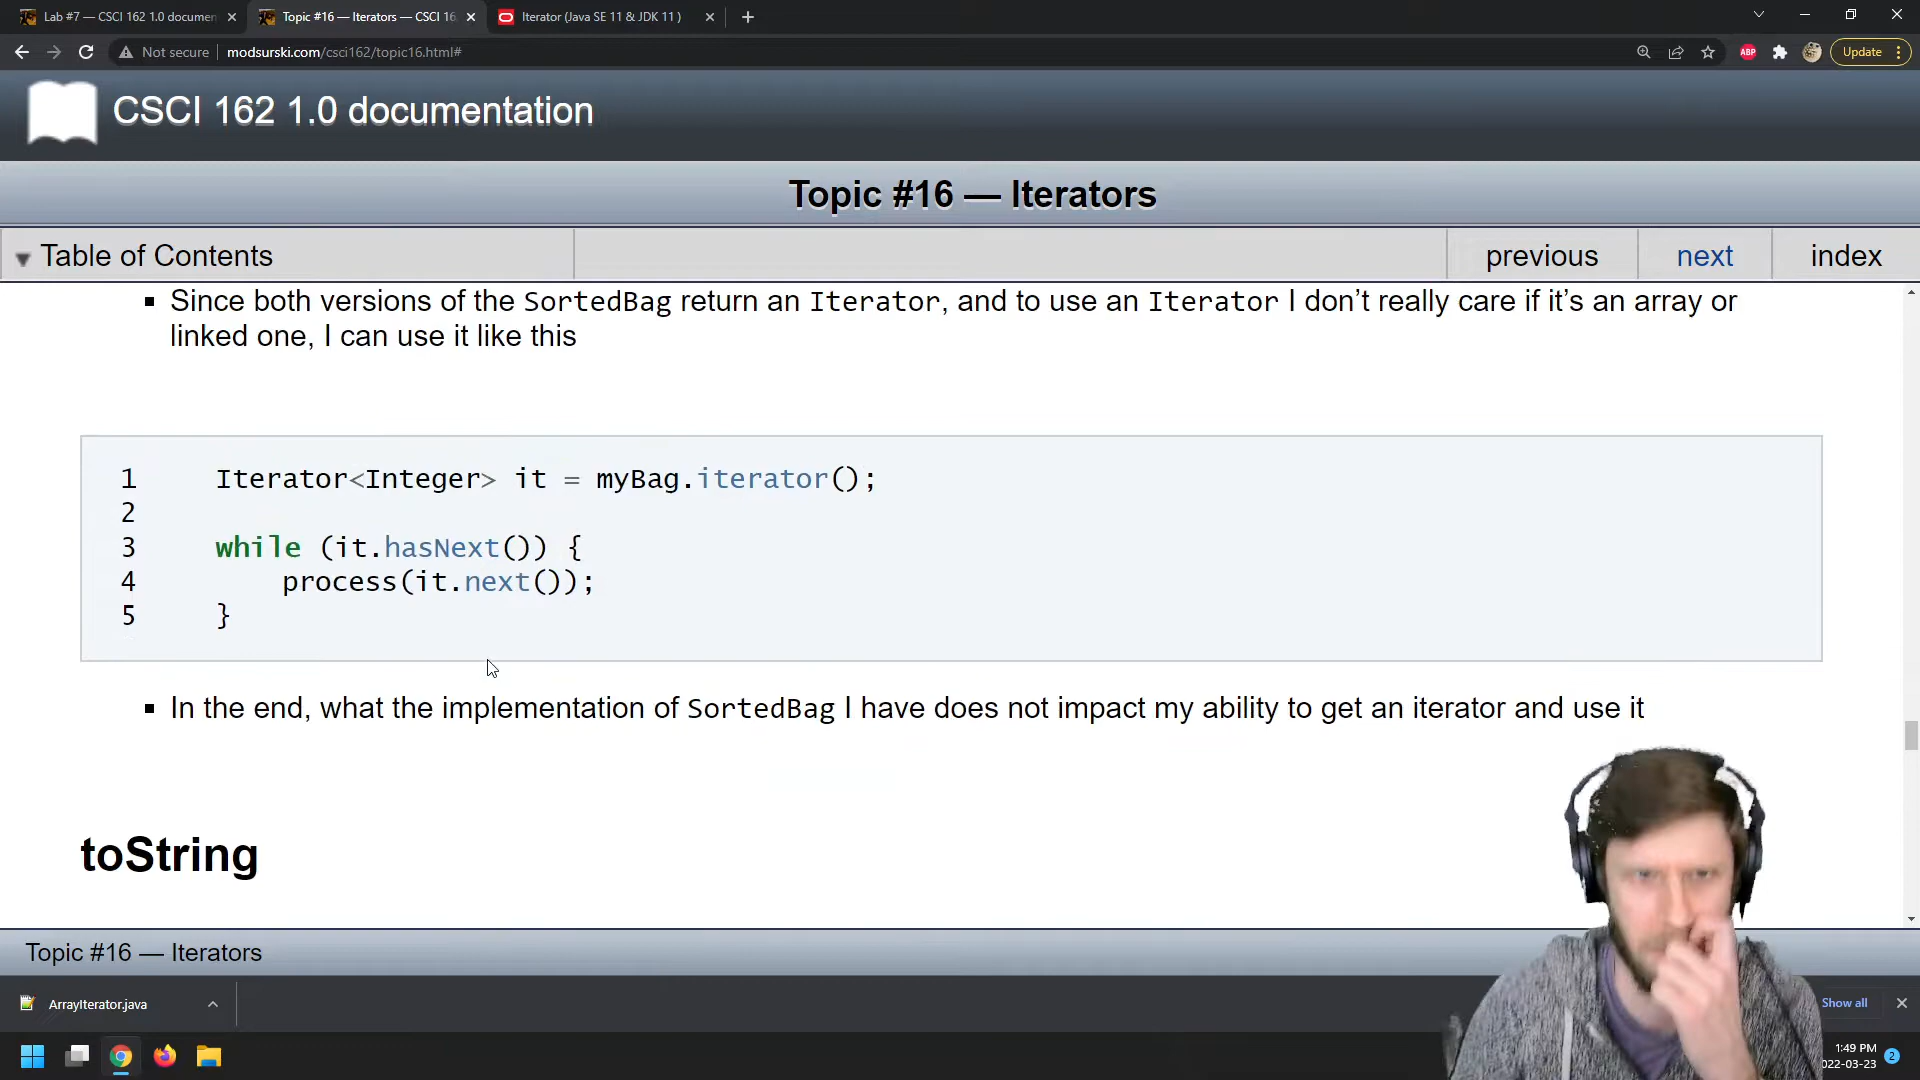 Lab #7 — CSCI 162 1.0 documen
Topic #16 — Iterators — CSCI 16
Iterator (Java SE 11 & JDK 11 )
Not secure
modsurski.com/csci162/topic16.html#
ABP
Update
CSCI 162 1.0 documentation
Topic #16 — Iterators
Table of Contents
previous
next
index
Since both versions of the SortedBag return an Iterator, and to use an Iterator I don’t really care if it’s an array or
linked one, I can use it like this
1 Iterator<Integer> it = myBag.iterator();
2
3 while (it.hasNext()) {
4 process(it.next());
5 }
In the end, what the implementation of SortedBag I have does not impact my ability to get an iterator and use it
toString
Topic #16 — Iterators
ArrayIterator.java
Show all
1:49 PM
022-03-23
2